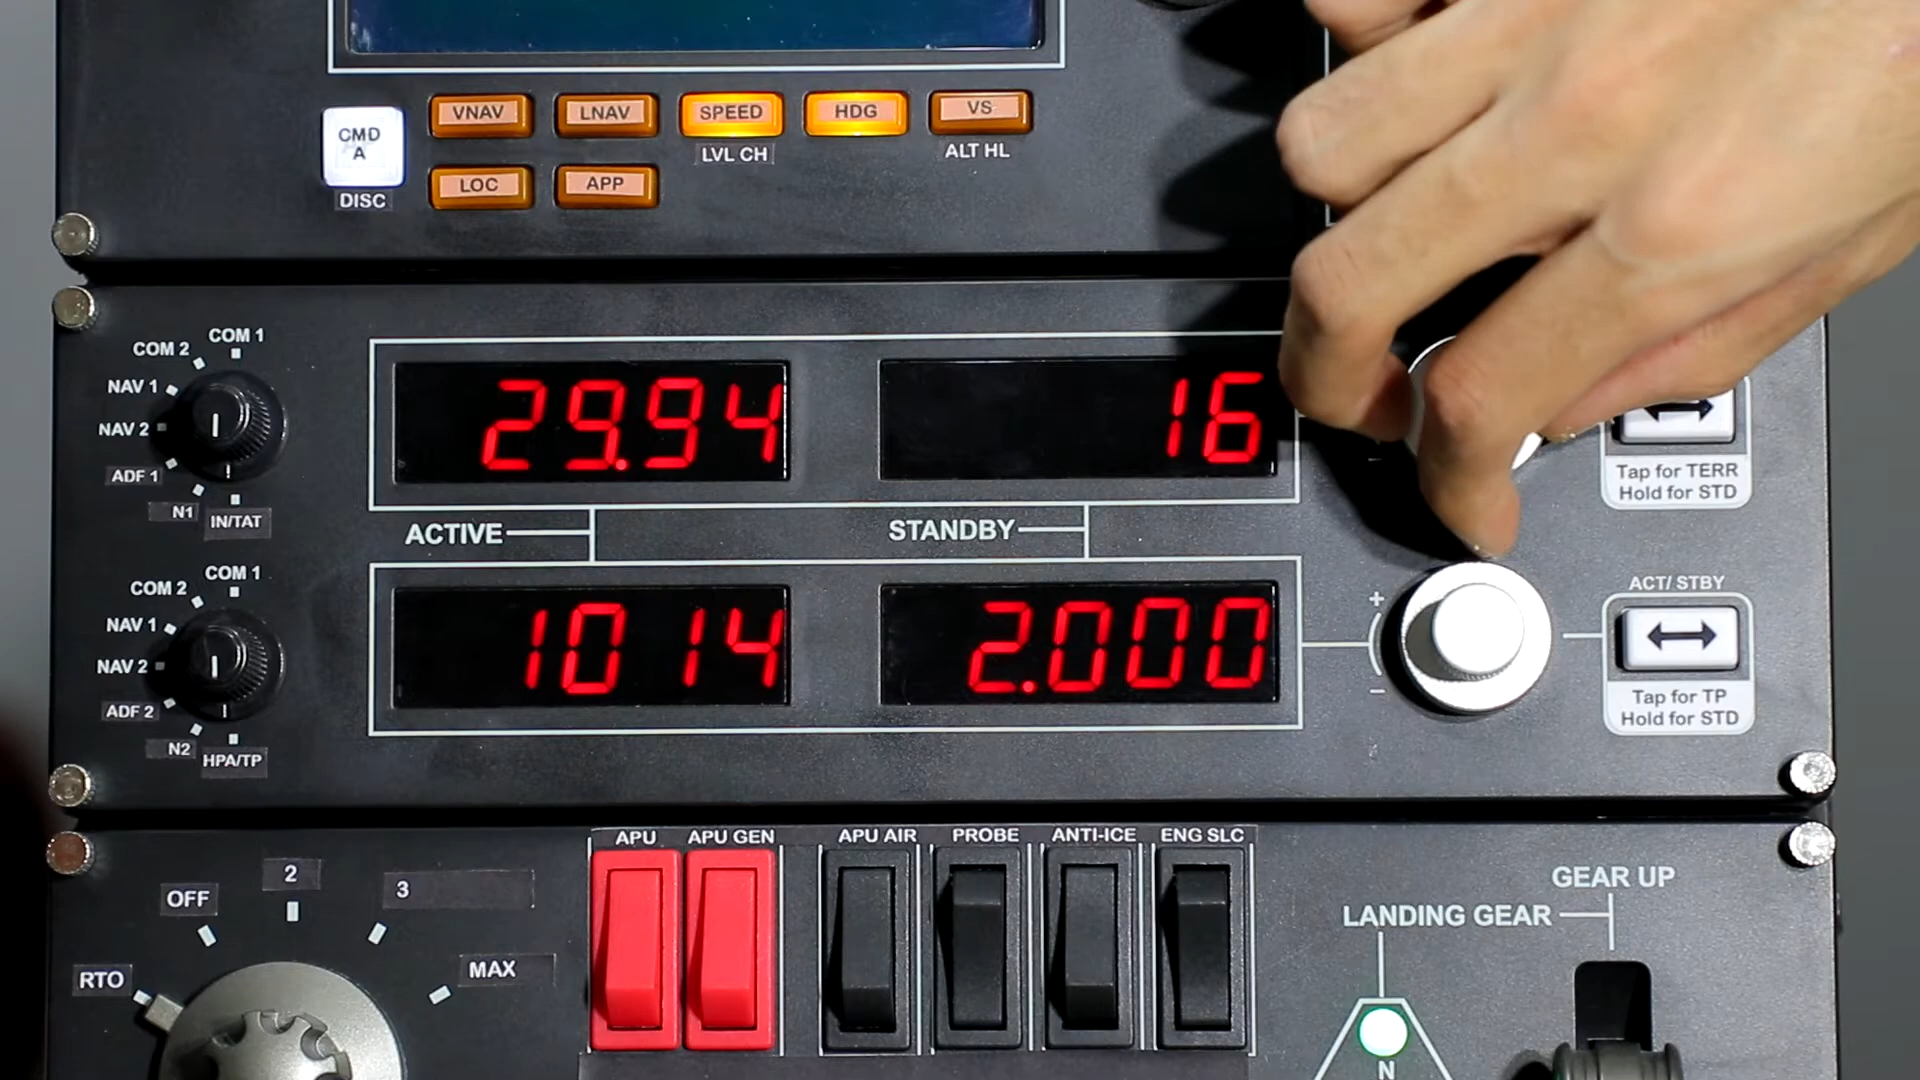 CMD
A
DISC
VNAV
LNAV
SPEED
HDG
VS
LVL CH
ALT HL
LOC
APP
COM 1
COM 2
NAV 1
NAV 2
ADF 1
N1
IN/TAT
29.94
16
Tap for TERR
Hold for STD
ACTIVE
STANDBY
COM 1
COM 2
NAV 1
NAV 2
ADF 2
N2
HPA/TP
1014
2.000
+
−
ACT/ STBY
Tap for TP
Hold for STD
RTO
OFF
2
3
MAX
APU
APU GEN
APU AIR
PROBE
ANTI-ICE
ENG SLC
GEAR UP
LANDING GEAR
N